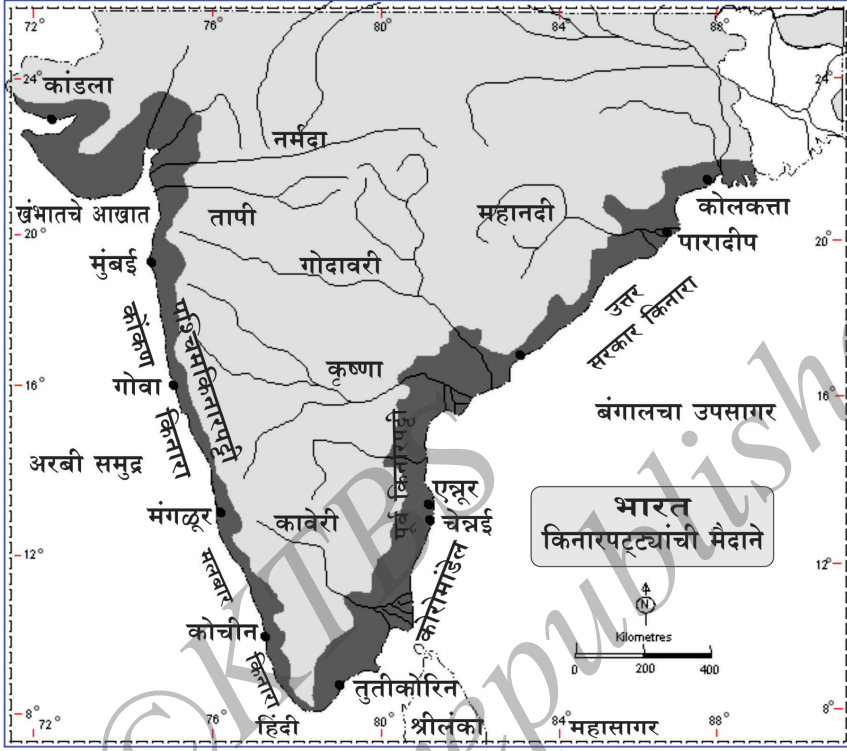 72° 76 80 84 88
24° 24°
कांडला
नर्मदा
खंभातचे आखात
तापी
महानदी
कोलकत्ता
20° 20°
पारादीप
मुंबई
गोदावरी
उत्तर
सरकार किनारा
कोंकण
किनारा
पश्चिमकिनारपट्टी
कृष्णा
16° 16°
गोवा
बंगालचा उपसागर
अरबी समुद्र
पूर्व किनारपट्टी
एन्नूर
चेन्नई
मंगळूर
कावेरी
भारत
किनारपट्ट्यांची मैदाने
12° 12°
मलबार
किनारा
कोरोमांडेल
N
Kilometres
0 200 400
कोचीन
तुतीकोरिन
8° 8°
72° 76 80 84 88
हिंदी
श्रीलंका
महासागर
©KTBS
republished